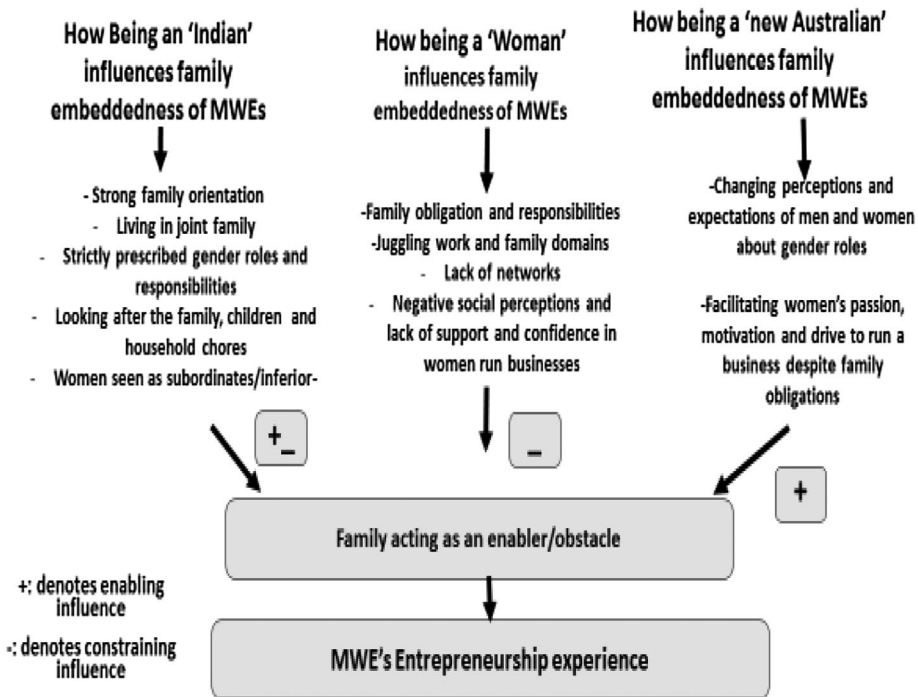 How Being an ‘Indian’
influences family
embeddedness of MWEs
- Strong family orientation
- Living in joint family
- Strictly prescribed gender roles and
responsibilities
- Looking after the family, children and
household chores
- Women seen as subordinates/inferior-
How being a ‘Woman’
influences family
embeddedness of MWEs
-Family obligation and responsibilities
-Juggling work and family domains
- Lack of networks
- Negative social perceptions and
lack of support and confidence in
women run businesses
How being a ‘new Australian’
influences family
embeddedness of MWEs
-Changing perceptions and
expectations of men and women
about gender roles
-Facilitating women’s passion,
motivation and drive to run a
business despite family
obligations
+_
_
+
Family acting as an enabler/obstacle
+: denotes enabling
influence
-: denotes constraining
influence
MWE’s Entrepreneurship experience